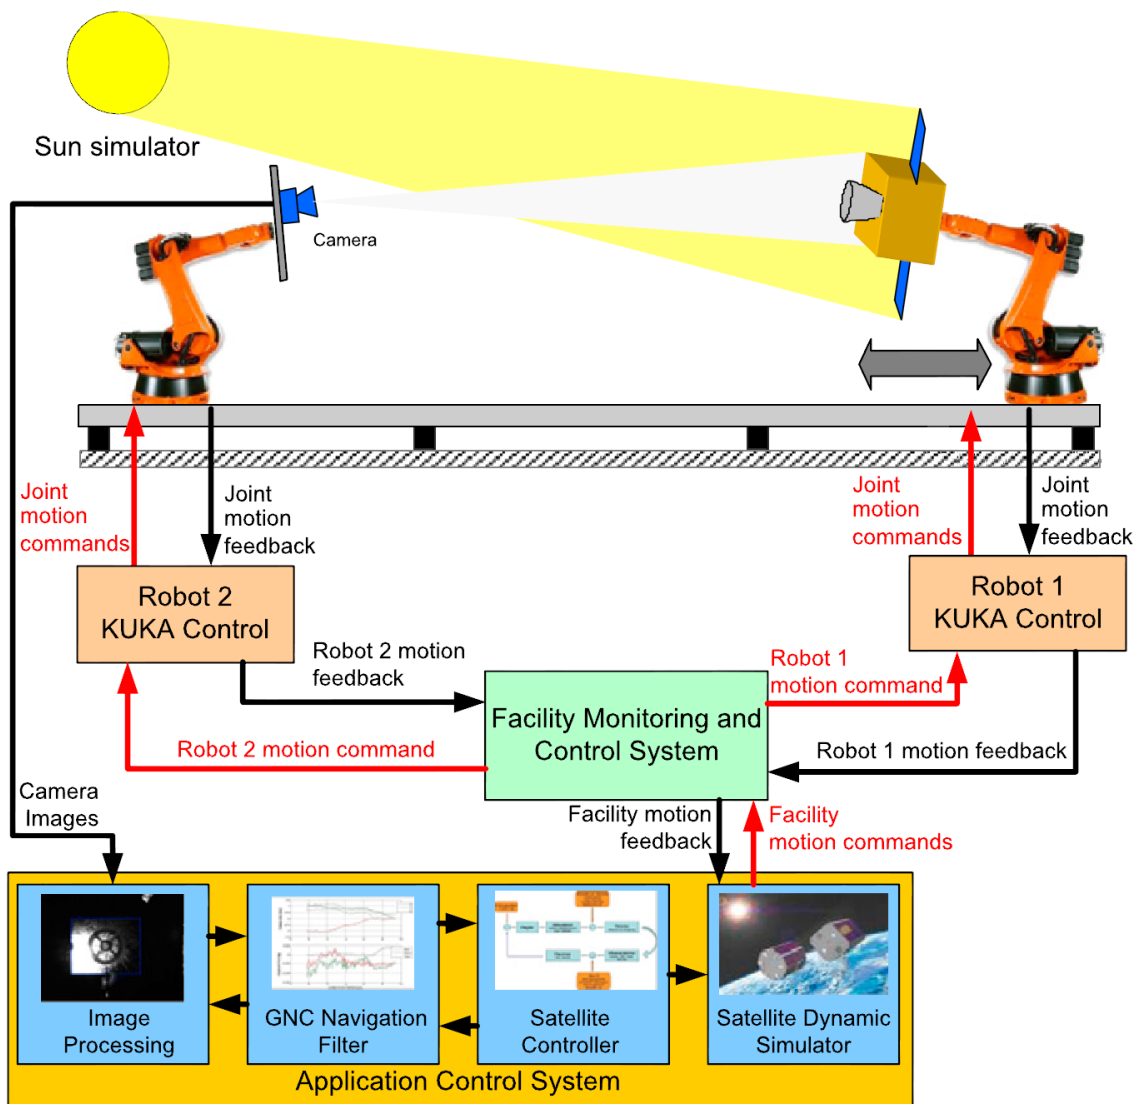 Sun simulator
Camera
Joint
motion
commands
Joint
motion
feedback
Joint
motion
commands
Joint
motion
feedback
Robot 2
KUKA Control
Robot 1
KUKA Control
Robot 2 motion
feedback
Robot 1
motion command
Facility Monitoring and
Control System
Robot 2 motion command
Robot 1 motion feedback
Camera
Images
Facility motion
feedback
Facility
motion commands
Image
Processing
GNC Navigation
Filter
Satellite
Controller
Satellite Dynamic
Simulator
Application Control System